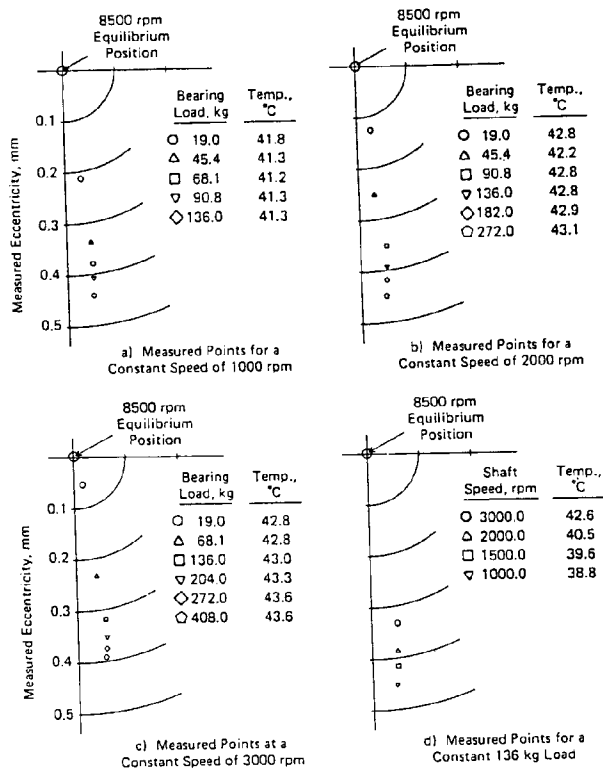 8500 rpm
Equilibrium
Position
Measured Eccentricity, mm
0.1
0.2
0.3
0.4
0.5
Bearing Temp.,
Load, kg °C
19.0 41.8
45.4 41.3
68.1 41.2
90.8 41.3
136.0 41.3
a) Measured Points for a
Constant Speed of 1000 rpm
8500 rpm
Equilibrium
Position
Bearing Temp.,
Load, kg °C
19.0 42.8
45.4 42.2
90.8 42.8
136.0 42.8
182.0 42.9
272.0 43.1
b) Measured Points for a
Constant Speed of 2000 rpm
8500 rpm
Equilibrium
Position
Measured Eccentricity, mm
0.1
0.2
0.3
0.4
0.5
Bearing Temp.,
Load, kg °C
19.0 42.8
68.1 42.8
136.0 43.0
204.0 43.3
272.0 43.6
408.0 43.6
c) Measured Points at a
Constant Speed of 3000 rpm
8500 rpm
Equilibrium
Position
Shaft Temp.,
Speed, rpm °C
3000.0 42.6
2000.0 40.5
1500.0 39.6
1000.0 38.8
d) Measured Points for a
Constant 136 kg Load